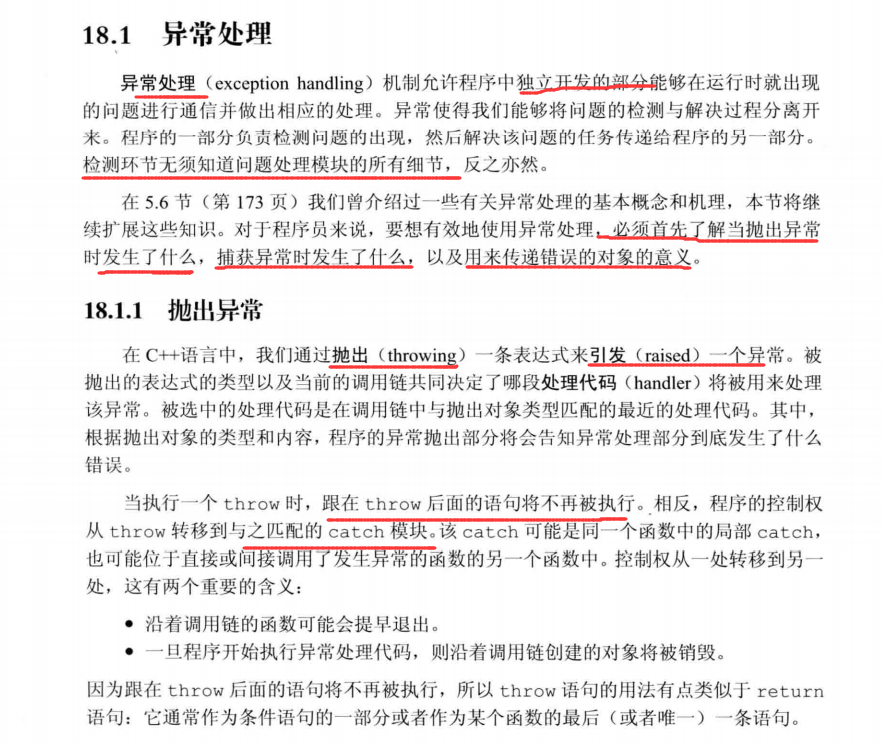 18.1 异常处理
异常处理（exception handling）机制允许程序中独立开发的部分能够在运行时就出现
的问题进行通信并做出相应的处理。异常使得我们能够将问题的检测与解决过程分离开
来。程序的一部分负责检测问题的出现，然后解决该问题的任务传递给程序的另一部分。
检测环节无须知道问题处理模块的所有细节，反之亦然。
在 5.6 节（第 173 页）我们曾介绍过一些有关异常处理的基本概念和机理，本节将继
续扩展这些知识。对于程序员来说，要想有效地使用异常处理，必须首先了解当抛出异常
时发生了什么，捕获异常时发生了什么，以及用来传递错误的对象的意义。
18.1.1 抛出异常
在 C++语言中，我们通过抛出（throwing）一条表达式来引发（raised）一个异常。被
抛出的表达式的类型以及当前的调用链共同决定了哪段处理代码（handler）将被用来处理
该异常。被选中的处理代码是在调用链中与抛出对象类型匹配的最近的处理代码。其中，
根据抛出对象的类型和内容，程序的异常抛出部分将会告知异常处理部分到底发生了什么
错误。
当执行一个 throw 时，跟在 throw 后面的语句将不再被执行。相反，程序的控制权
从 throw 转移到与之匹配的 catch 模块。该 catch 可能是同一个函数中的局部 catch，
也可能位于直接或间接调用了发生异常的函数的另一个函数中。控制权从一处转移到另一
处，这有两个重要的含义：
• 沿着调用链的函数可能会提早退出。
• 一旦程序开始执行异常处理代码，则沿着调用链创建的对象将被销毁。
因为跟在 throw 后面的语句将不再被执行，所以 throw 语句的用法有点类似于 return
语句：它通常作为条件语句的一部分或者作为某个函数的最后（或者唯一）一条语句。